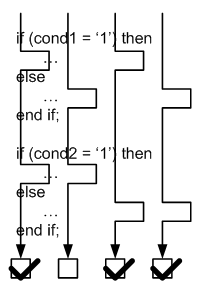 if (cond1 = ‘1’) then
...
else
...
end if;
if (cond2 = ‘1’) then
...
else
...
end if;